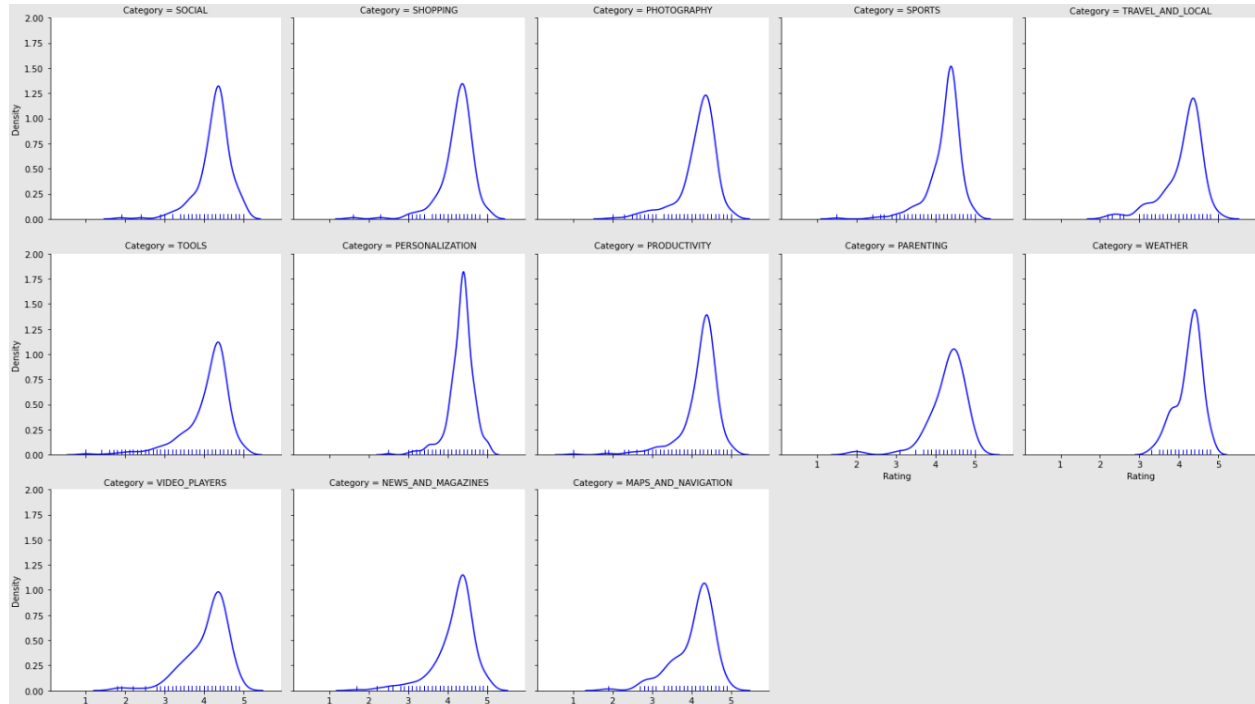 Category = SOCIAL
Category = SHOPPING
Category = PHOTOGRAPHY
Category = SPORTS
Category = TRAVEL_AND_LOCAL
2.00
1.75
1.50
1.25
1.00
0.75
0.50
0.25
0.00
Density
Category = TOOLS
Category = PERSONALIZATION
Category = PRODUCTIVITY
Category = PARENTING
Category = WEATHER
2.00
1.75
1.50
1.25
1.00
0.75
0.50
0.25
0.00
Density
1 2 3 4 5
Rating
1 2 3 4 5
Rating
Category = VIDEO_PLAYERS
Category = NEWS_AND_MAGAZINES
Category = MAPS_AND_NAVIGATION
2.00
1.75
1.50
1.25
1.00
0.75
0.50
0.25
0.00
Density
1 2 3 4 5
1 2 3 4 5
1 2 3 4 5